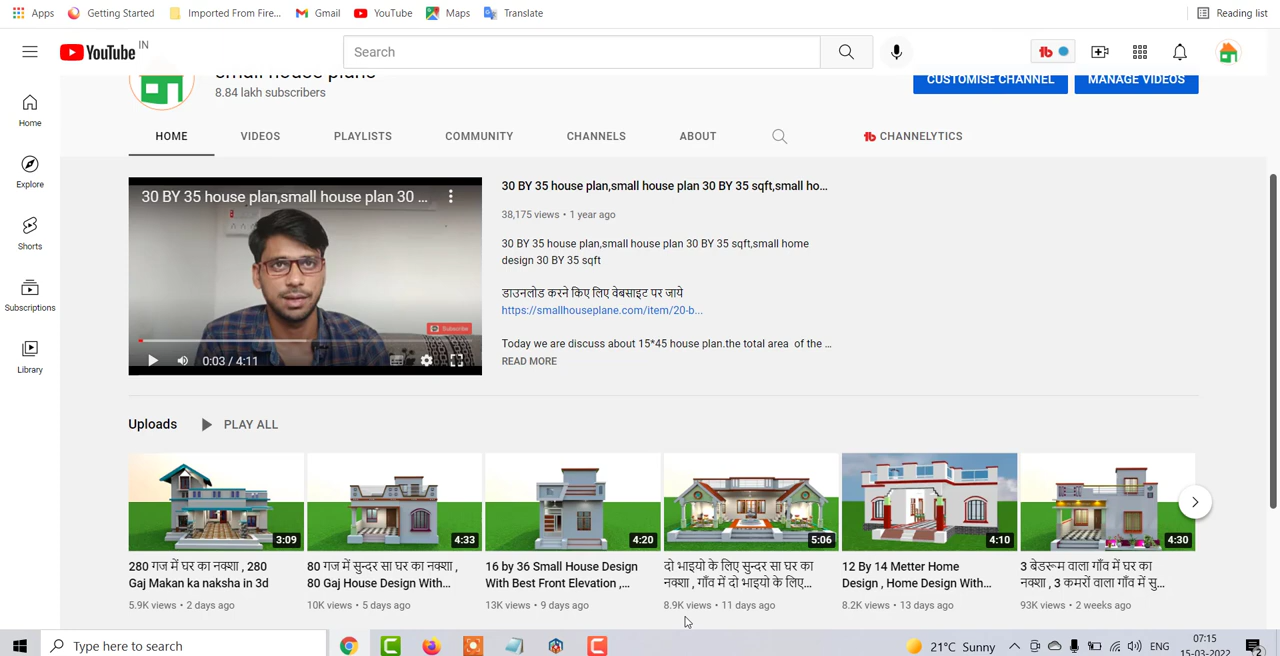 Apps Getting Started Imported From Fire... Gmail YouTube Maps Translate Reading list
YouTube IN Search
small house plans
8.84 lakh subscribers
CUSTOMISE CHANNEL MANAGE VIDEOS
Home
Explore
Shorts
Subscriptions
Library
HOME VIDEOS PLAYLISTS COMMUNITY CHANNELS ABOUT CHANNELYTICS
30 BY 35 house plan,small house plan 30 ...
Subscribe
0:03 / 4:11
30 BY 35 house plan,small house plan 30 BY 35 sqft,small ho...
38,175 views • 1 year ago
30 BY 35 house plan,small house plan 30 BY 35 sqft,small home
design 30 BY 35 sqft
डाउनलोड करने किए लिए वेबसाइट पर जाये
https://smallhouseplane.com/item/20-b...
Today we are discuss about 15*45 house plan.the total area of the ...
READ MORE
Uploads PLAY ALL
3:09 4:33 4:20 5:06 4:10 4:30
280 गज में घर का नक्शा , 280
Gaj Makan ka naksha in 3d
5.9K views • 2 days ago
80 गज में सुन्दर सा घर का नक्शा ,
80 Gaj House Design With...
10K views • 5 days ago
16 by 36 Small House Design
With Best Front Elevation ,...
13K views • 9 days ago
दो भाइयो के लिए सुन्दर सा घर का
नक्शा , गाँव में दो भाइयो के लिए...
8.9K views • 11 days ago
12 By 14 Metter Home
Design , Home Design With...
8.2K views • 13 days ago
3 बेडरूम वाला गाँव में घर का
नक्शा , 3 कमरों वाला गाँव में सु...
93K views • 2 weeks ago
Type here to search
21°C Sunny ENG
07:15
15-03-2022
2